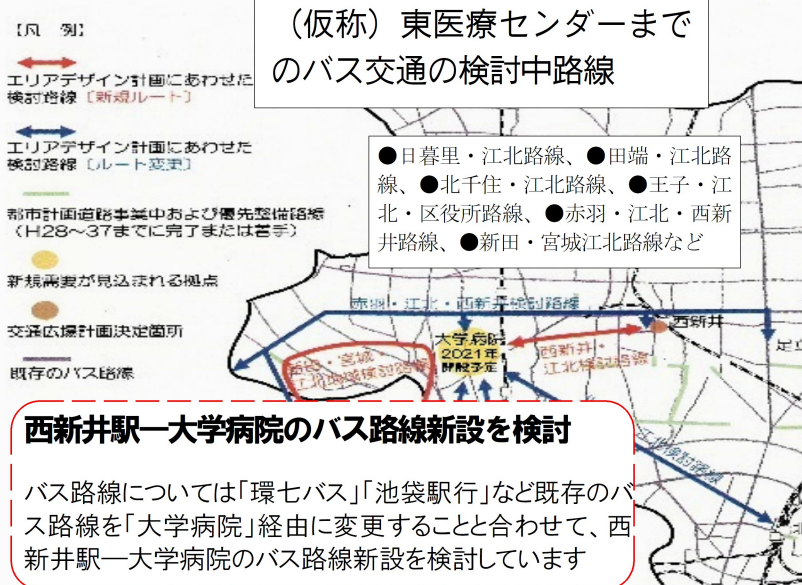 (仮称)東医療センターまで
のバス交通の検討中路線
【凡 例】
エリアデザイン計画にあわせた
検討路線〔新規ルート〕
エリアデザイン計画にあわせた
検討路線〔ルート変更〕
都市計画道路事業中および優先整備路線
(H28～37までに完了または着手)
新規需要が見込まれる拠点
交通広場計画決定箇所
既存のバス路線
●日暮里・江北路線、●田端・江北路
線、●北千住・江北路線、●王子・江
北・区役所路線、●赤羽・江北・西新
井路線、●新田・宮城江北路線など
赤羽・江北・西新井検討路線
大学病院
2021年
開設予定
西新井・
江北検討路線
西新井
足立
新田・宮城
江北地域検討路線
江北検討路線
北
西新井駅―大学病院のバス路線新設を検討
バス路線については「環七バス」「池袋駅行」など既存のバ
ス路線を「大学病院」経由に変更することと合わせて、西
新井駅―大学病院のバス路線新設を検討しています